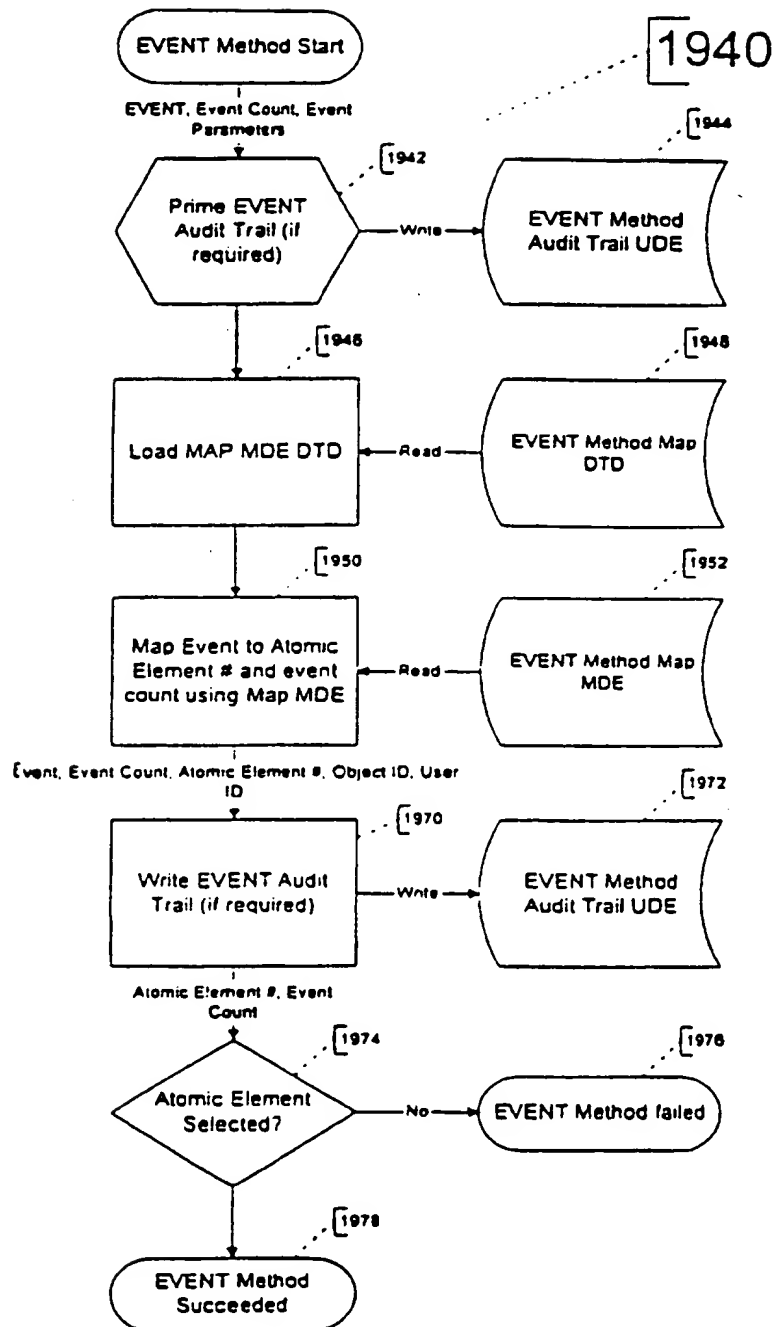 EVENT Method Start
1940
EVENT, Event Count, Event
Parameters
1942
1944
Prime EVENT
Audit Trail (if
required)
Write
EVENT Method
Audit Trail UDE
1946
1948
Load MAP MDE DTD
Read
EVENT Method Map
DTD
1950
1952
Map Event to Atomic
Element # and event
count using Map MDE
Read
EVENT Method Map
MDE
Event, Event Count, Atomic Element #, Object ID, User
ID
1970
1972
Write EVENT Audit
Trail (if required)
Write
EVENT Method
Audit Trail UDE
Atomic Element #, Event
Count
1974
1976
Atomic Element
Selected?
No
EVENT Method failed
1978
EVENT Method
Succeeded